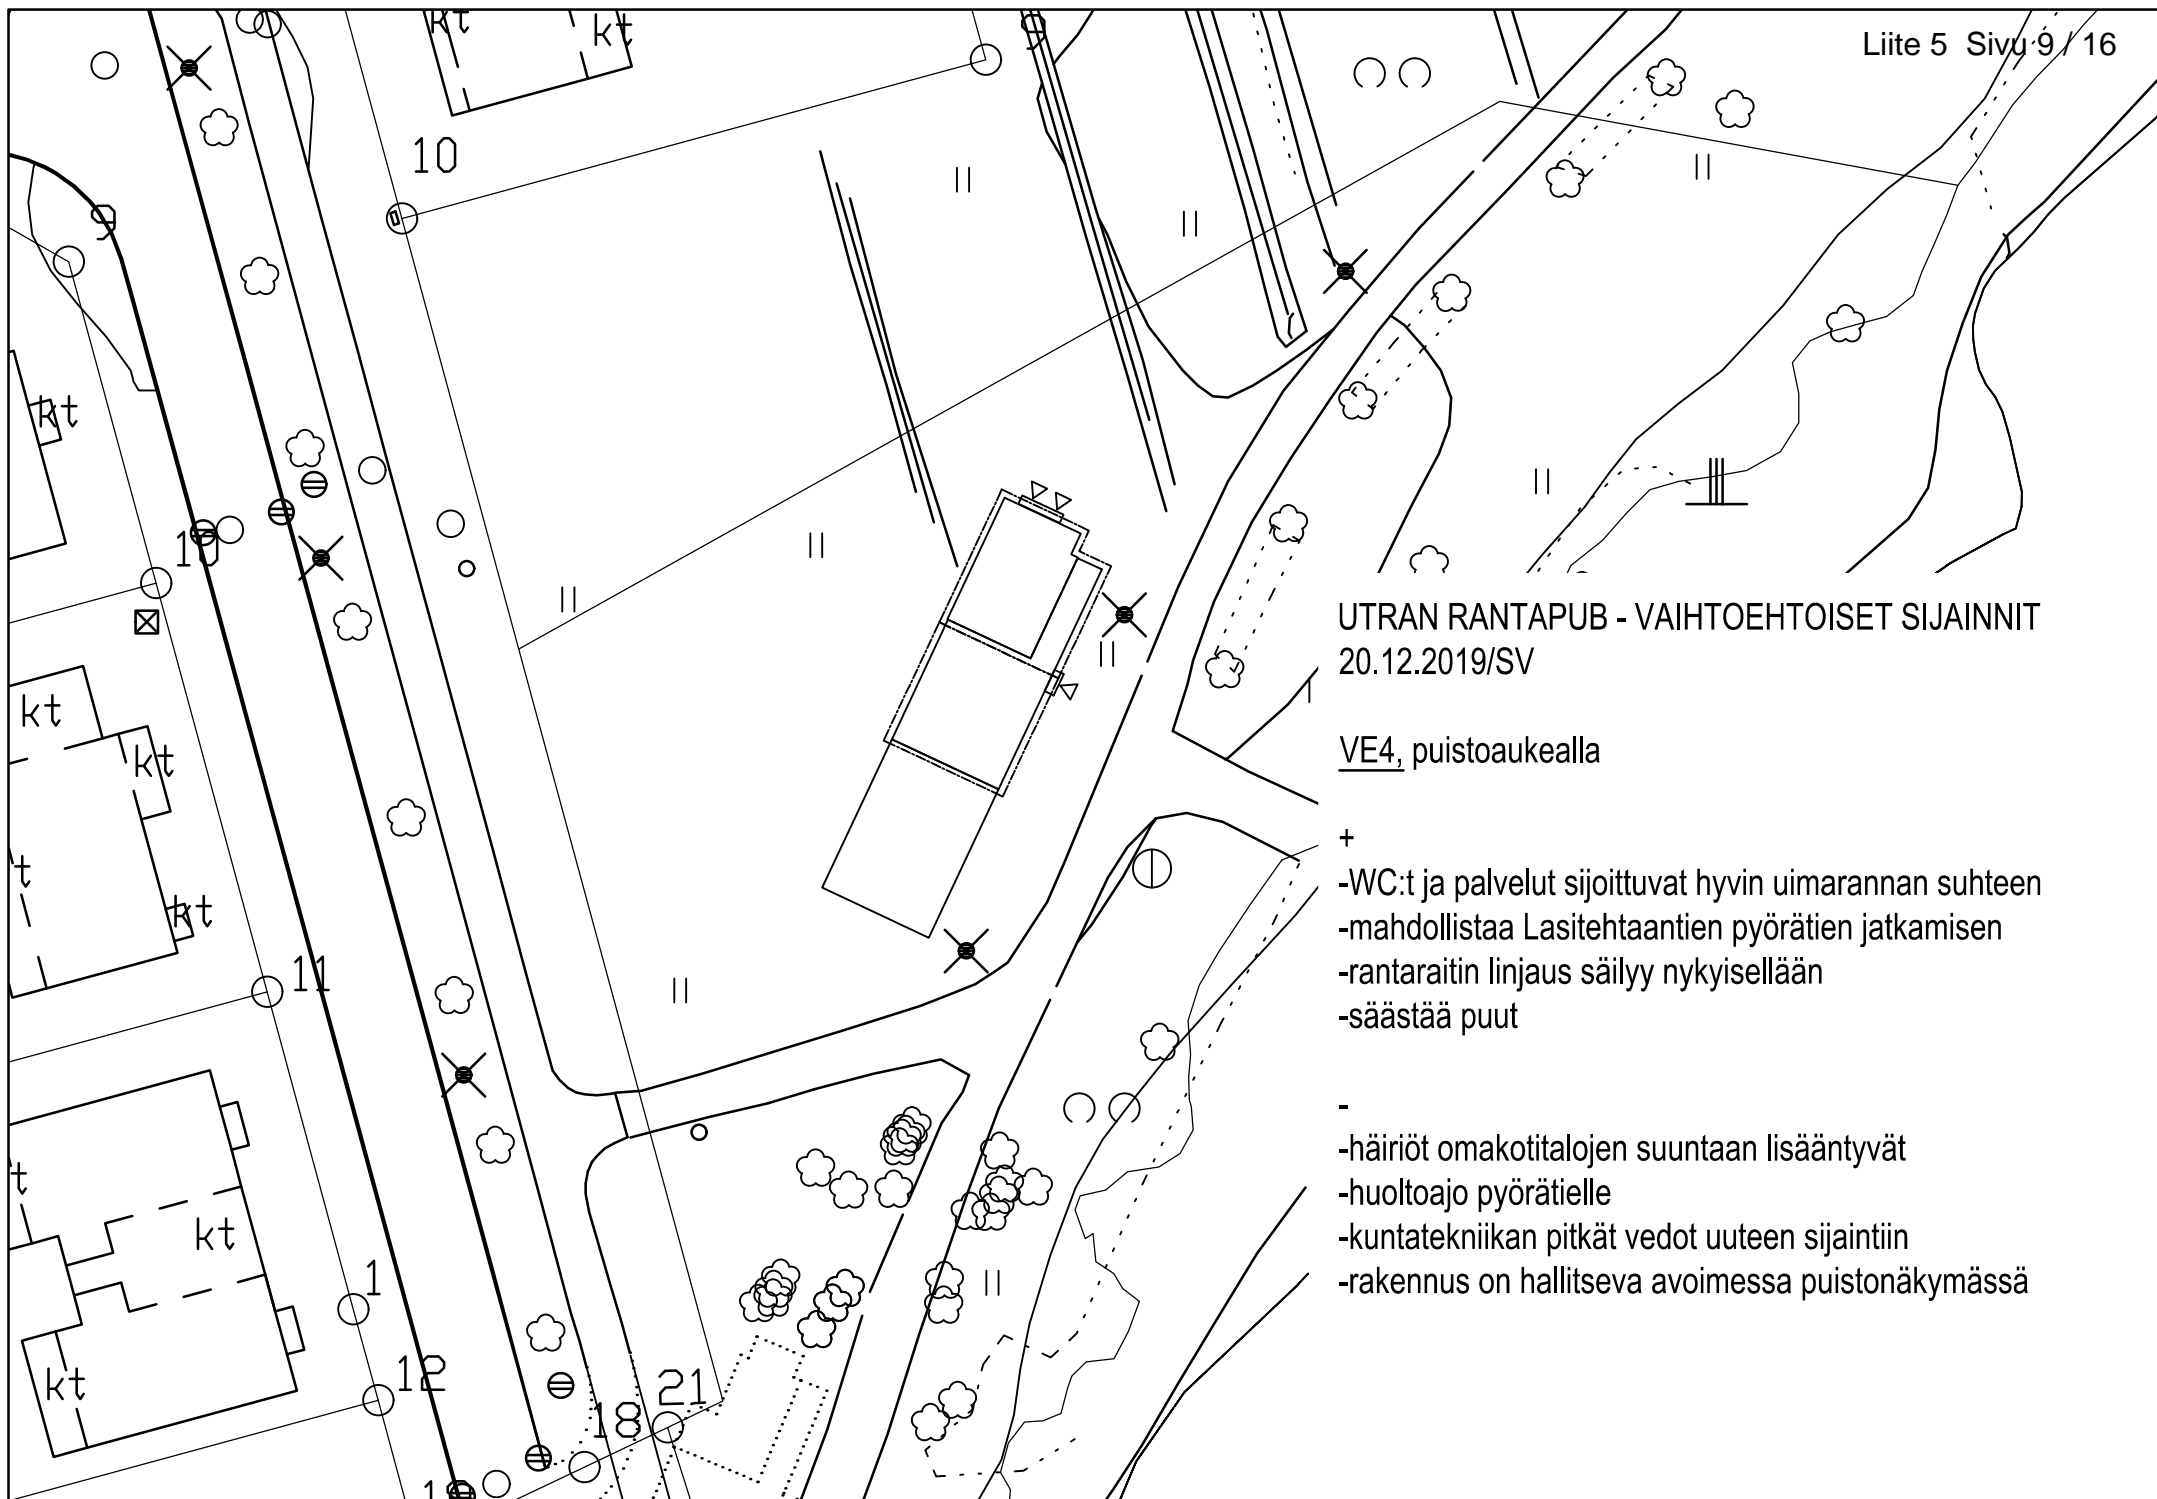 Liite 5 Sivu 9 / 16
kt
kt
9
10
9
kt
10
kt
kt
t
kt
11
t
kt
1
kt
12
18
21
UTRAN RANTAPUB - VAIHTOEHTOISET SIJAINNIT
20.12.2019/SV
VE4, puistoaukealla
+
-WC:t ja palvelut sijoittuvat hyvin uimarannan suhteen
-mahdollistaa Lasitehtaantien pyörätien jatkamisen
-rantaraitin linjaus säilyy nykyisellään
-säästää puut
-
-häiriöt omakotitalojen suuntaan lisääntyvät
-huoltoajo pyörätielle
-kuntatekniikan pitkät vedot uuteen sijaintiin
-rakennus on hallitseva avoimessa puistonäkymässä